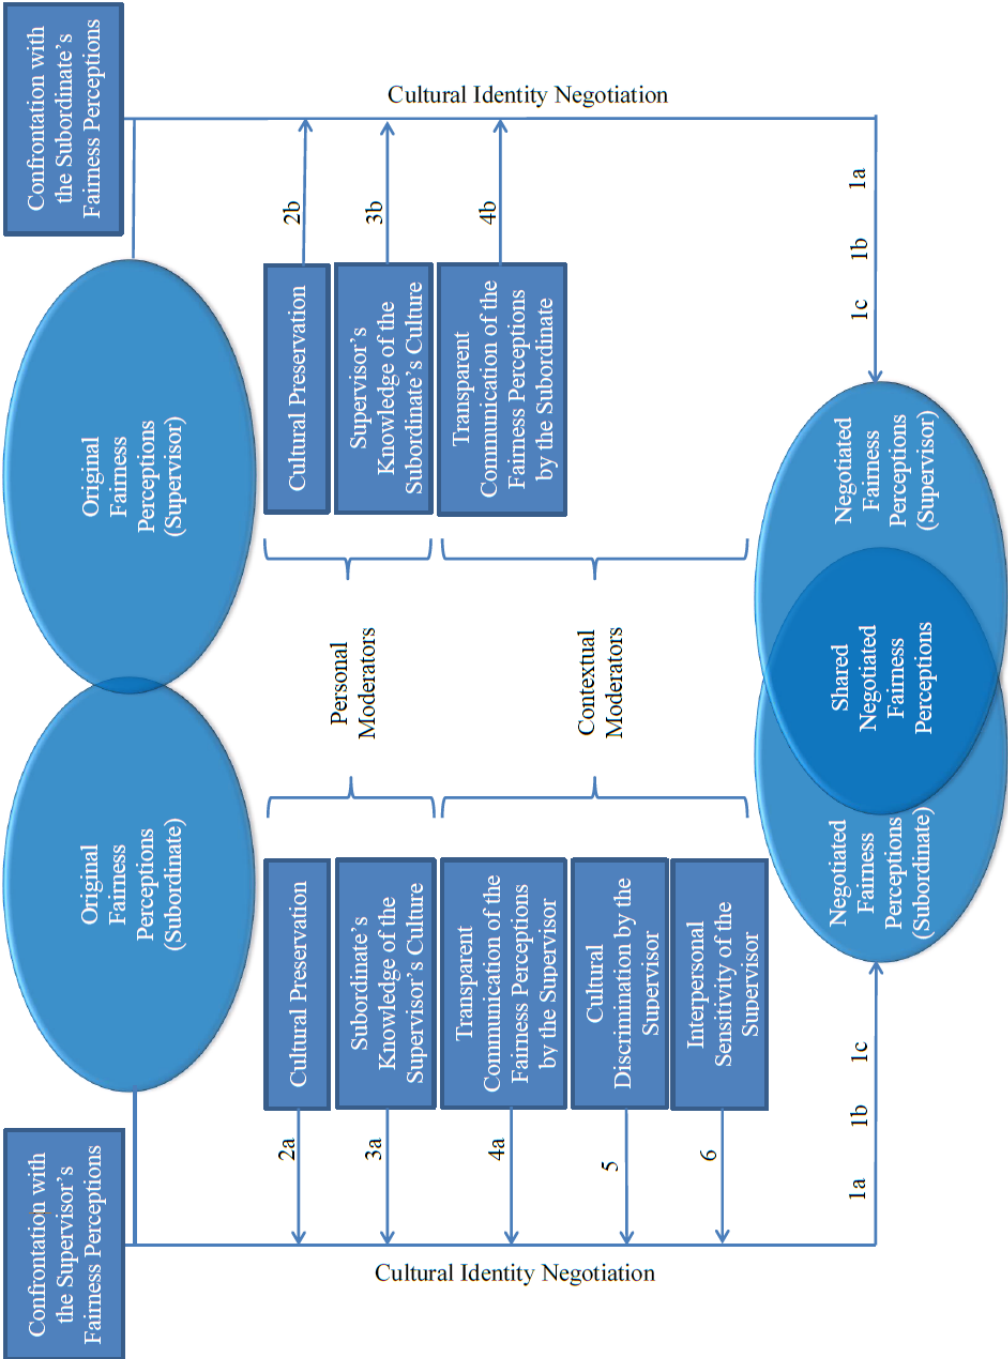 Confrontation with
the Supervisor's
Fairness Perceptions
Original
Fairness
Perceptions
(Subordinate)
Original
Fairness
Perceptions
(Supervisor)
Confrontation with
the Subordinate's
Fairness Perceptions
Cultural Identity Negotiation
2a
Cultural Preservation
3a
Subordinate's
Knowledge of the
Supervisor's Culture
4a
Transparent
Communication of the
Fairness Perceptions
by the Supervisor
5
Cultural
Discrimination by the
Supervisor
6
Interpersonal
Sensitivity of the
Supervisor
Personal
Moderators
Contextual
Moderators
Cultural Preservation
2b
Supervisor's
Knowledge of the
Subordinate's Culture
3b
Transparent
Communication of the
Fairness Perceptions
by the Subordinate
4b
Cultural Identity Negotiation
1a
1b
1c
Negotiated
Fairness
Perceptions
(Subordinate)
Shared
Negotiated
Fairness
Perceptions
Negotiated
Fairness
Perceptions
(Supervisor)
1c
1b
1a